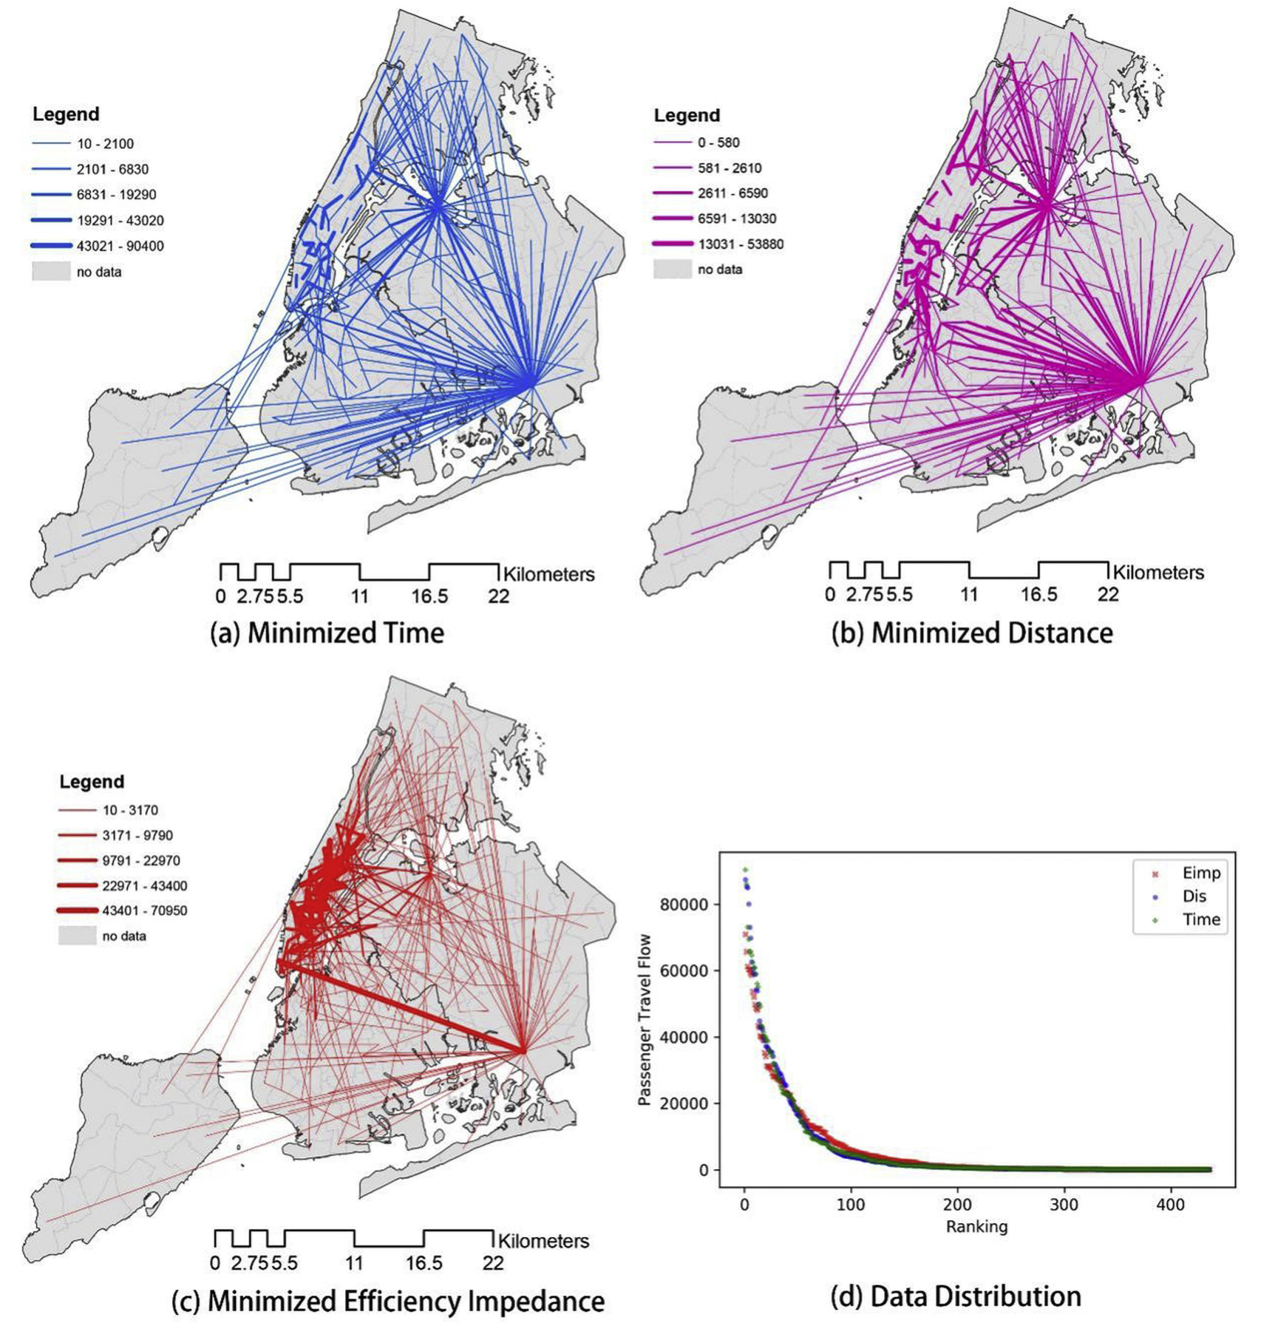 Legend
10 - 2100
2101 - 6830
6831 - 19290
19291 - 43020
43021 - 90400
no data
0 2.75 5.5 11 16.5 22
Kilometers
(a) Minimized Time
Legend
0 - 580
581 - 2610
2611 - 6590
6591 - 13030
13031 - 53880
no data
0 2.75 5.5 11 16.5 22
Kilometers
(b) Minimized Distance
Legend
10 - 3170
3171 - 9790
9791 - 22970
22971 - 43400
43401 - 70950
no data
0 2.75 5.5 11 16.5 22
Kilometers
(c) Minimized Efficiency Impedance
Passenger Travel Flow
80000
60000
40000
20000
0
Eimp
Dis
Time
0 100 200 300 400
Ranking
(d) Data Distribution